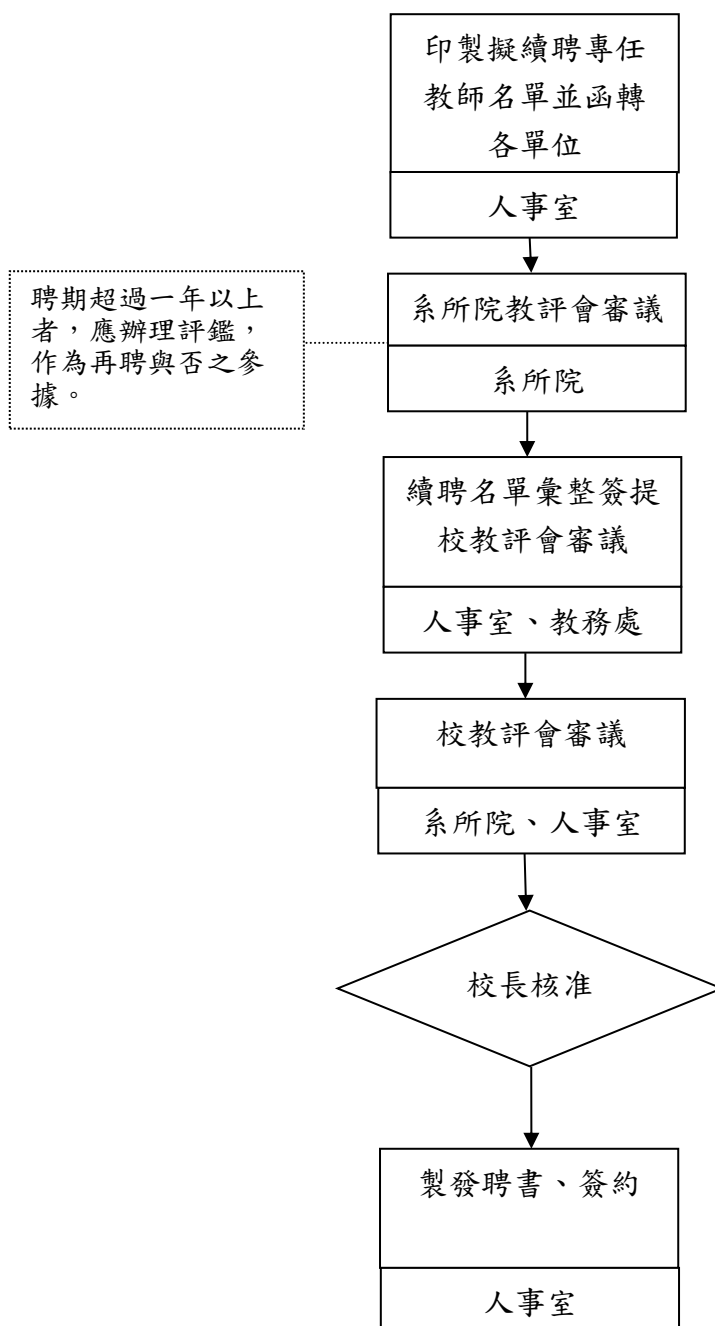 印製擬續聘專任
教師名單並函轉
各單位
人事室
聘期超過一年以上
者，應辦理評鑑，
作為再聘與否之參
據。
系所院教評會審議
系所院
續聘名單彙整簽提
校教評會審議
人事室、教務處
校教評會審議
系所院、人事室
校長核准
製發聘書、簽約
人事室